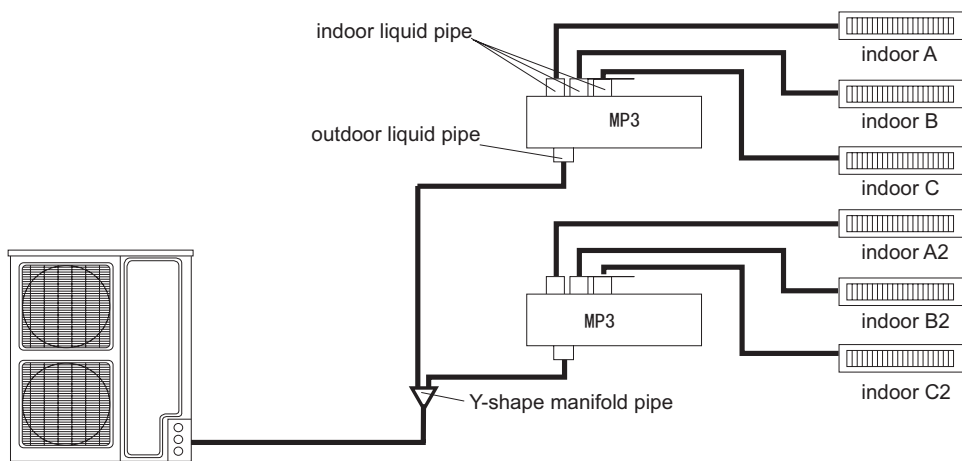 indoor liquid pipe
indoor A
MP3
indoor B
outdoor liquid pipe
indoor C
indoor A2
MP3
indoor B2
indoor C2
Y-shape manifold pipe